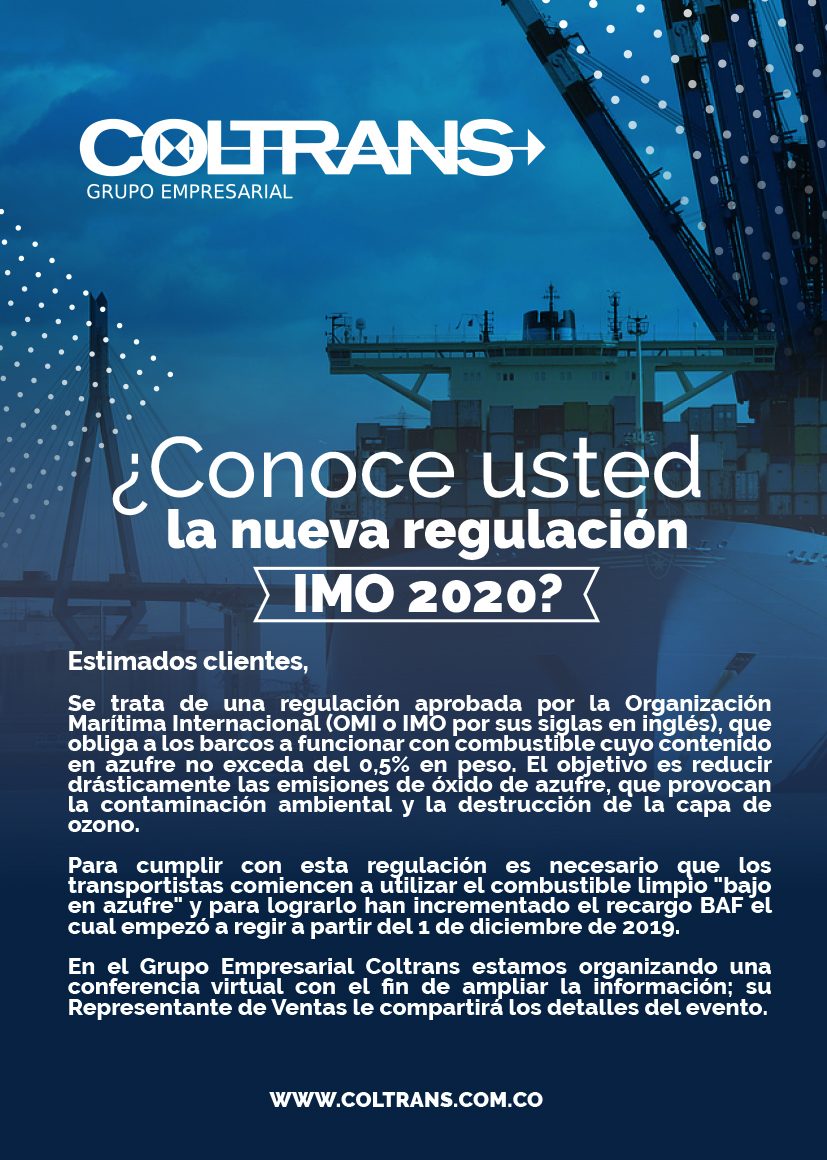 COLTRANS
GRUPO EMPRESARIAL
¿Conoce usted
la nueva regulación
IMO 2020?
Estimados clientes,
Se trata de una regulación aprobada por la Organización
Marítima Internacional (OMI o IMO por sus siglas en inglés), que
obliga a los barcos a funcionar con combustible cuyo contenido
en azufre no exceda del 0,5% en peso. El objetivo es reducir
drásticamente las emisiones de óxido de azufre, que provocan
la contaminación ambiental y la destrucción de la capa de
ozono.
Para cumplir con esta regulación es necesario que los
transportistas comiencen a utilizar el combustible limpio "bajo
en azufre" y para lograrlo han incrementado el recargo BAF el
cual empezó a regir a partir del 1 de diciembre de 2019.
En el Grupo Empresarial Coltrans estamos organizando una
conferencia virtual con el fin de ampliar la información; su
Representante de Ventas le compartirá los detalles del evento.
WWW.COLTRANS.COM.CO